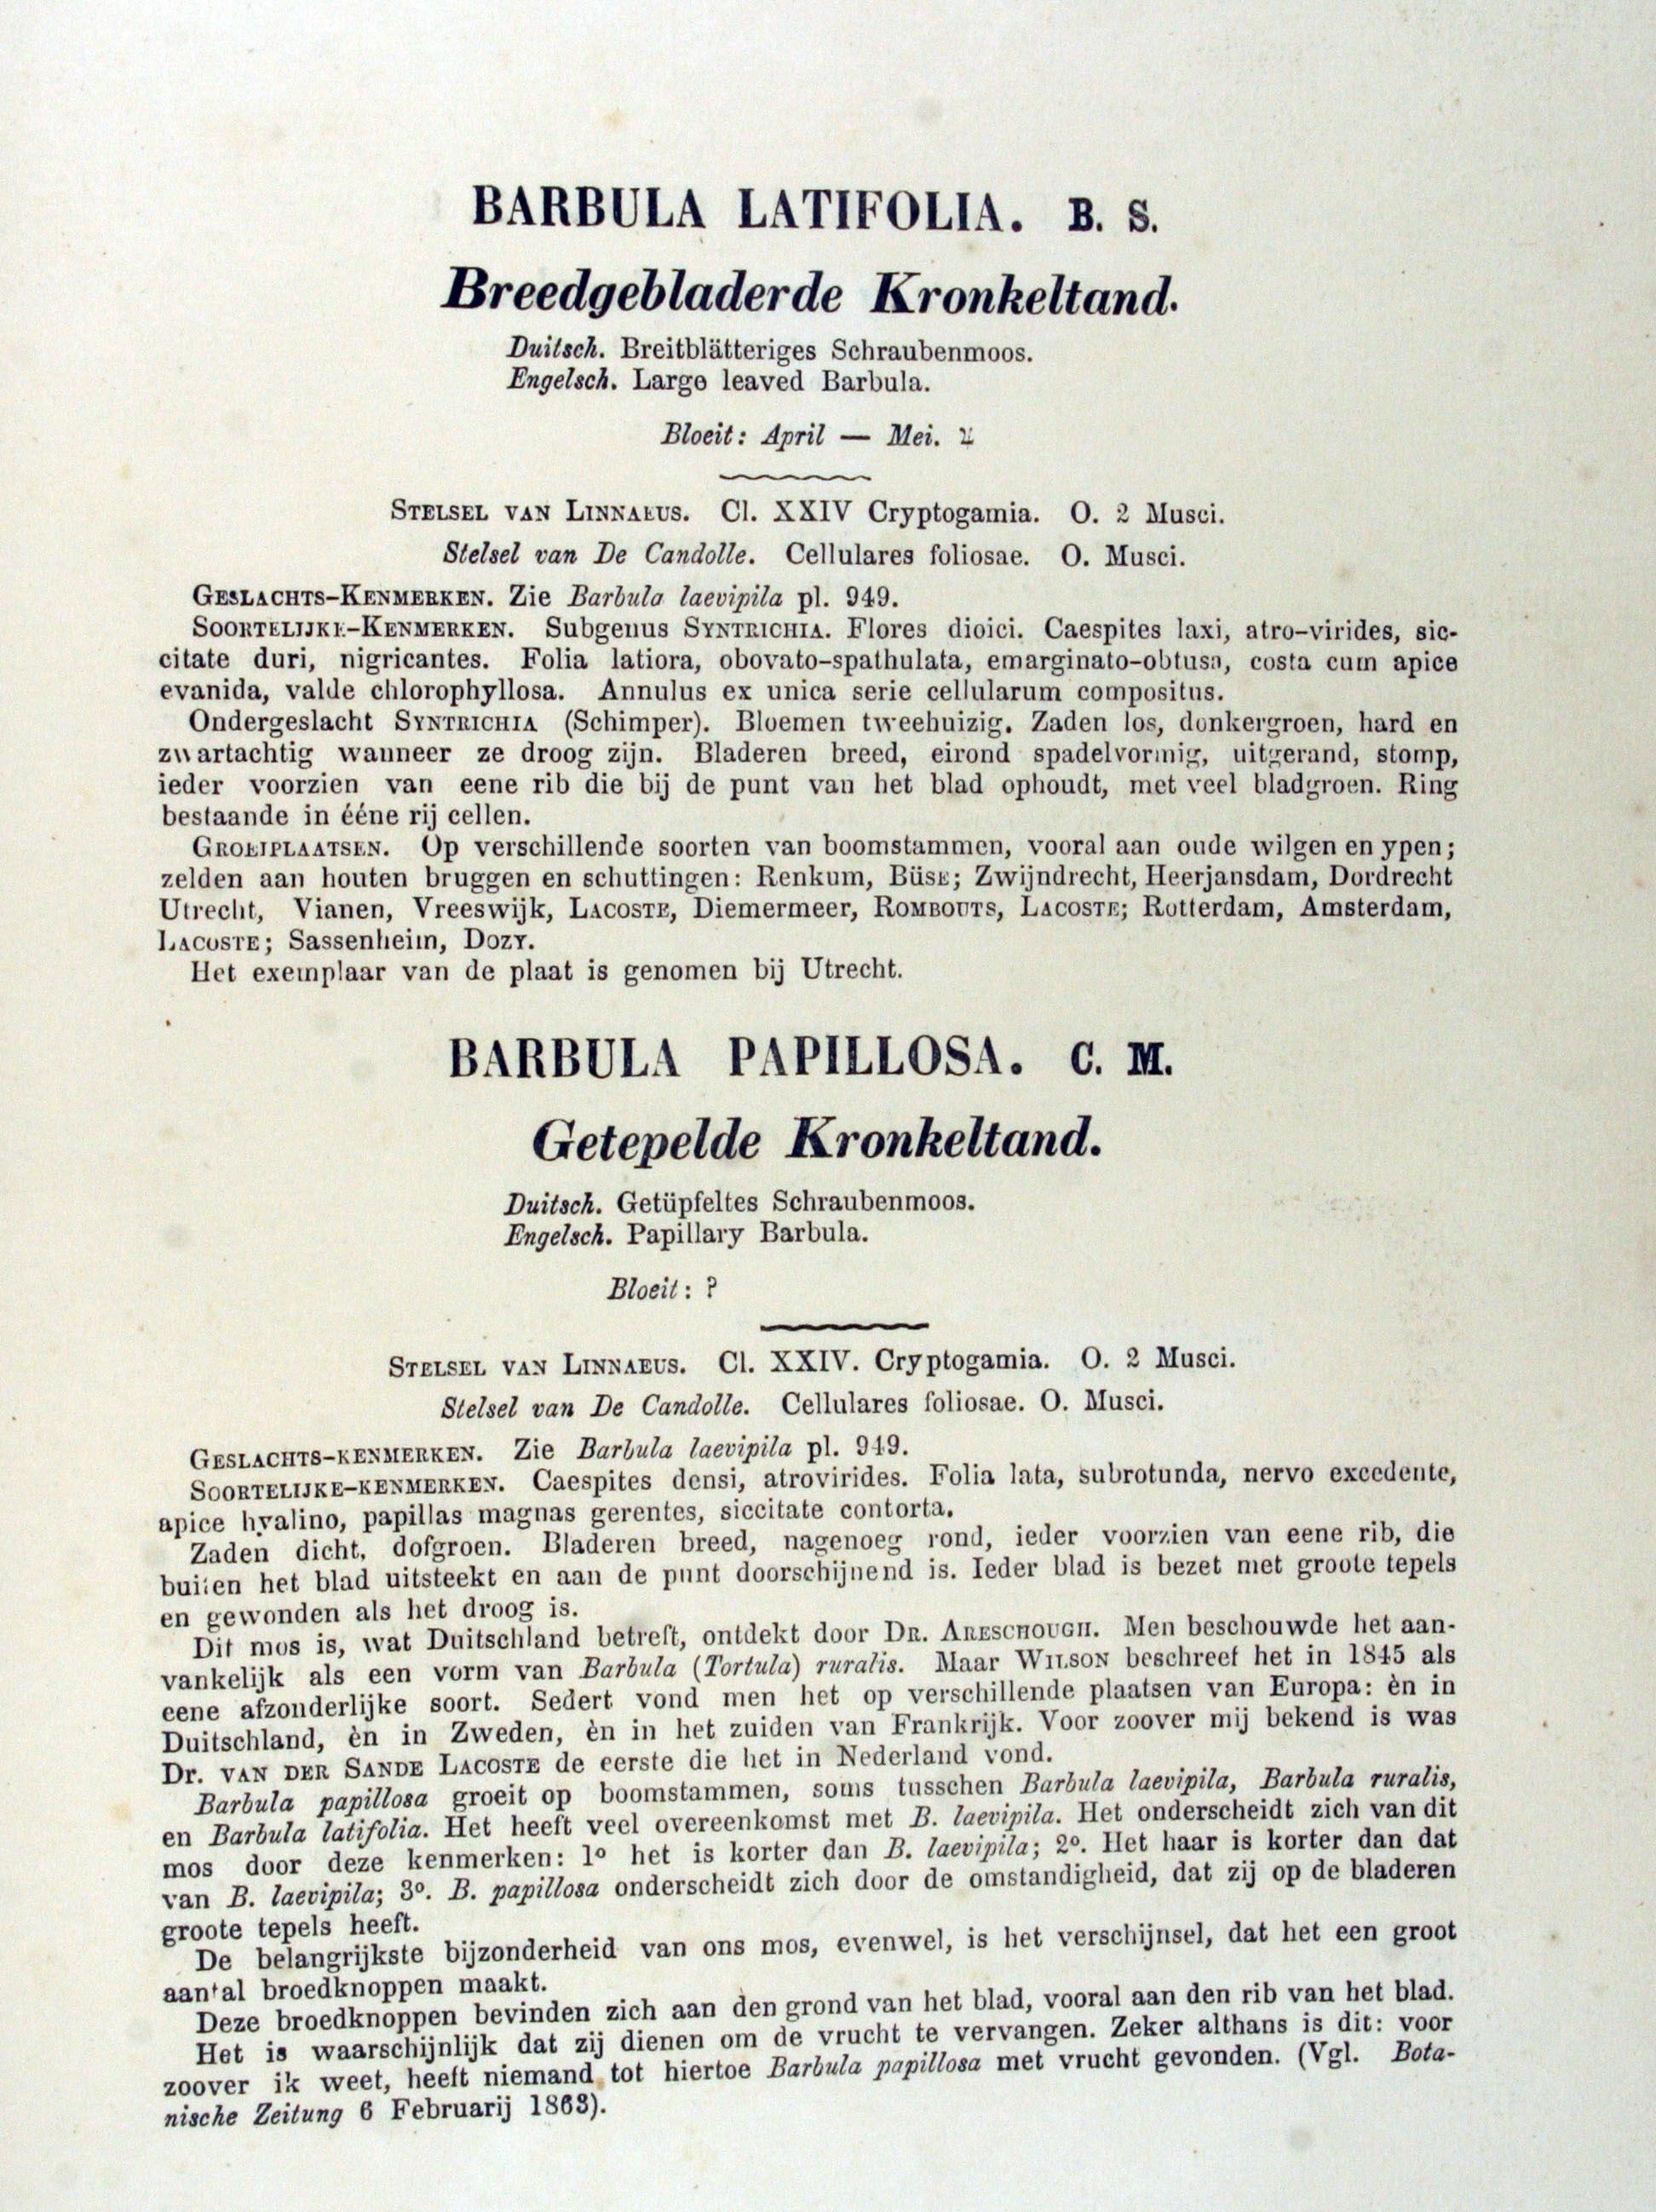 BARBULA LATIFOLIA. B. S.
Breedgebladerde Kronkeltand.
Duitsch. Breitblätteriges Schraubenmoos.
Engelsch. Large leaved Barbula.
Bloeit: April — Mei. ♃
STELSEL VAN LINNAEUS. Cl. XXIV Cryptogamia. O. 2 Musci.
Stelsel van De Candolle. Cellulares foliosae. O. Musci.
GESLACHTS-KENMERKEN. Zie Barbula laevipila pl. 949.
SOORTELIJKE-KENMERKEN. Subgenus SYNTRICHIA. Flores dioici. Caespites laxi, atro-virides, sic-
citate duri, nigricantes. Folia latiora, obovato-spathulata, emarginato-obtusa, costa cum apice
evanida, valde chlorophyllosa. Annulus ex unica serie cellularum compositus.
Ondergeslacht SYNTRICHIA (Schimper). Bloemen tweehuizig. Zaden los, donkergroen, hard en
zwartachtig wanneer ze droog zijn. Bladeren breed, eirond spadelvormig, uitgerand, stomp,
ieder voorzien van eene rib die bij de punt van het blad ophoudt, met veel bladgroen. Ring
bestaande in ééne rij cellen.
GROEIPLAATSEN. Op verschillende soorten van boomstammen, vooral aan oude wilgen en ypen;
zelden aan houten bruggen en schuttingen: Renkum, BÜSE; Zwijndrecht, Heerjansdam, Dordrecht
Utrecht, Vianen, Vreeswijk, LACOSTE, Diemermeer, ROMBOUTS, LACOSTE; Rotterdam, Amsterdam,
LACOSTE; Sassenheim, DOZY.
Het exemplaar van de plaat is genomen bij Utrecht.
BARBULA PAPILLOSA. C. M.
Getepelde Kronkeltand.
Duitsch. Getüpfeltes Schraubenmoos.
Engelsch. Papillary Barbula.
Bloeit: ?
STELSEL VAN LINNAEUS. Cl. XXIV. Cryptogamia. O. 2 Musci.
Stelsel van De Candolle. Cellulares foliosae. O. Musci.
GESLACHTS-KENMERKEN. Zie Barbula laevipila pl. 949.
SOORTELIJKE-KENMERKEN. Caespites densi, atrovirides. Folia lata, subrotunda, nervo excedente,
apice hyalino, papillas magnas gerentes, siccitate contorta.
Zaden dicht, dofgroen. Bladeren breed, nagenoeg rond, ieder voorzien van eene rib, die
buiten het blad uitsteekt en aan de punt doorschijnend is. Ieder blad is bezet met groote tepels
en gewonden als het droog is.
Dit mos is, wat Duitschland betreft, ontdekt door DR. ARESCHOUGH. Men beschouwde het aan-
vankelijk als een vorm van Barbula (Tortula) ruralis. Maar WILSON beschreef het in 1845 als
eene afzonderlijke soort. Sedert vond men het op verschillende plaatsen van Europa: èn in
Duitschland, èn in Zweden, èn in het zuiden van Frankrijk. Voor zoover mij bekend is was
Dr. VAN DER SANDE LACOSTE de eerste die het in Nederland vond.
Barbula papillosa groeit op boomstammen, soms tusschen Barbula laevipila, Barbula ruralis,
en Barbula latifolia. Het heeft veel overeenkomst met B. laevipila. Het onderscheidt zich van dit
mos door deze kenmerken: 1º het is korter dan B. laevipila; 2º. Het haar is korter dan dat
van B. laevipila; 3º. B. papillosa onderscheidt zich door de omstandigheid, dat zij op de bladeren
groote tepels heeft.
De belangrijkste bijzonderheid van ons mos, evenwel, is het verschijnsel, dat het een groot
aantal broedknoppen maakt.
Deze broedknoppen bevinden zich aan den grond van het blad, vooral aan den rib van het blad.
Het is waarschijnlijk dat zij dienen om de vrucht te vervangen. Zeker althans is dit: voor
zoover ik weet, heeft niemand tot hiertoe Barbula papillosa met vrucht gevonden. (Vgl. Bota-
nische Zeitung 6 Februarij 1863).